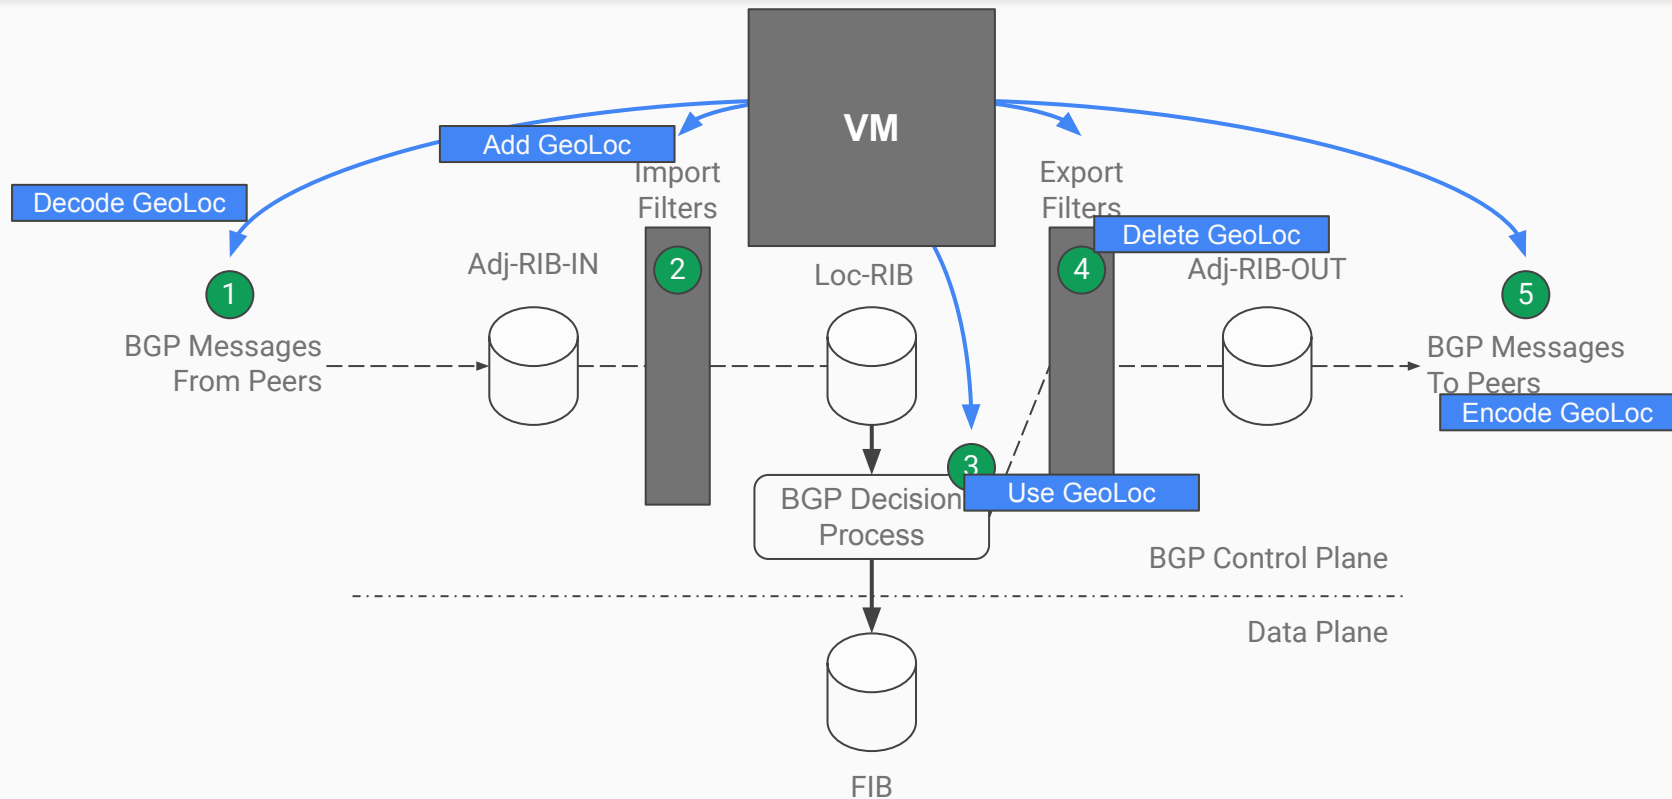 VM
Add GeoLoc
Import
Filters
Export
Filters
Decode GeoLoc
Delete GeoLoc
Adj-RIB-IN
2
Loc-RIB
4
Adj-RIB-OUT
1
5
BGP Messages
From Peers
BGP Messages
To Peers
Encode GeoLoc
3
BGP Decision
Process
Use GeoLoc
BGP Control Plane
Data Plane
FIB